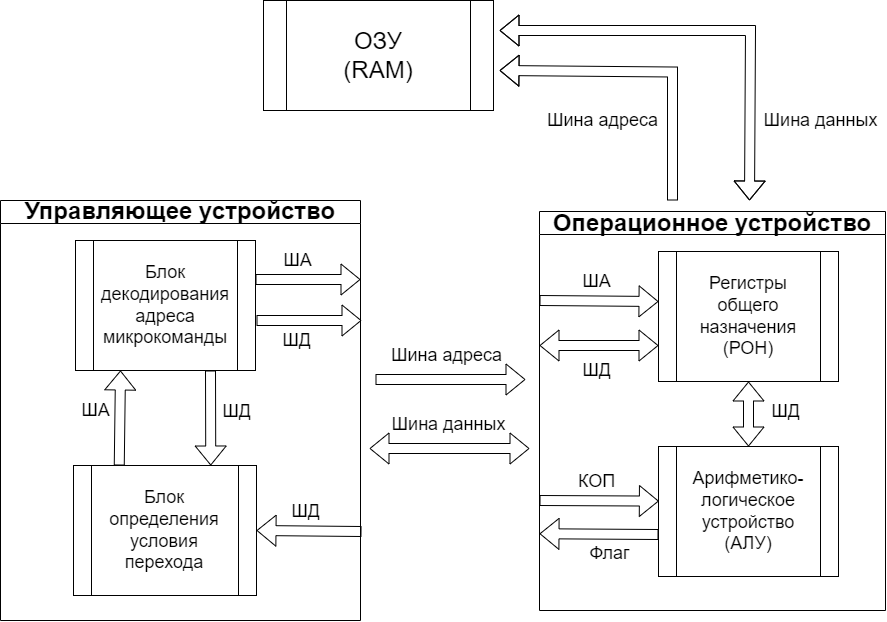 ОЗУ
(RAM)
Шина адреса
Шина данных
Управляющее устройство
Блок
декодирования
адреса
микрокоманды
ША
ШД
ША
ШД
Блок
определения
условия
перехода
ШД
Шина адреса
Шина данных
Операционное устройство
ША
ШД
Регистры
общего
назначения
(РОН)
ШД
КОП
Флаг
Арифметико-
логическое
устройство
(АЛУ)